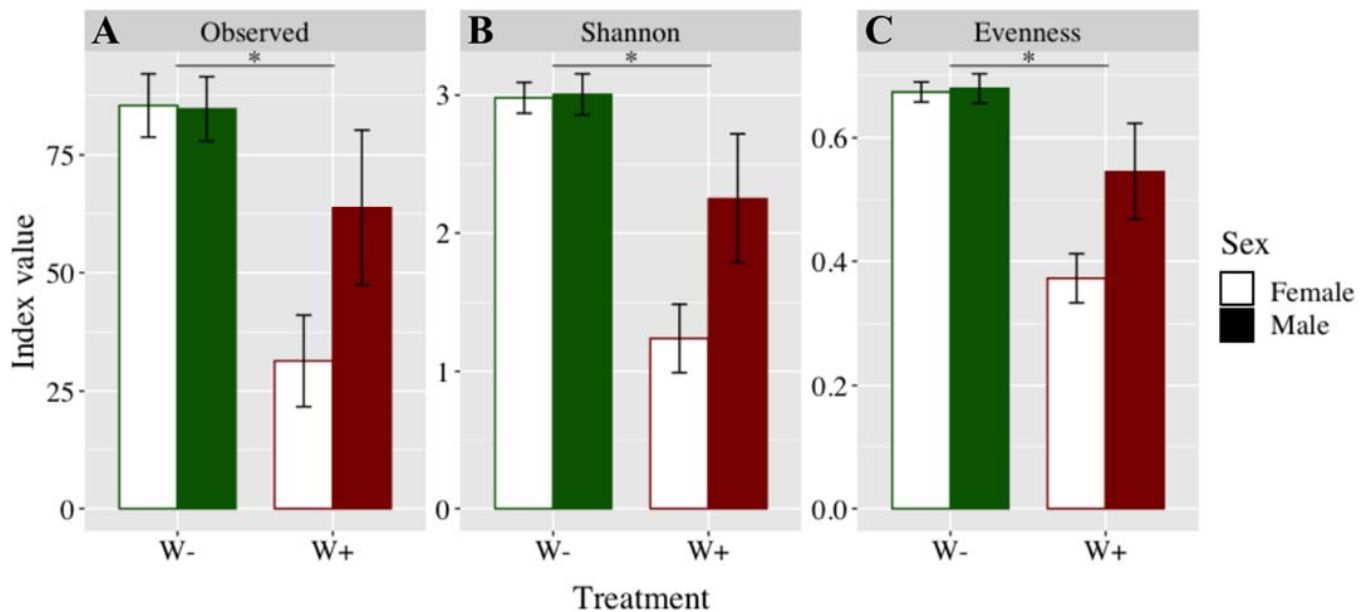 A Observed
B Shannon
C Evenness
*
*
*
Index value
75
50
25
0
3
2
1
0
0.6
0.4
0.2
0.0
Sex
Female
Male
W- W+
W- W+
W- W+
Treatment